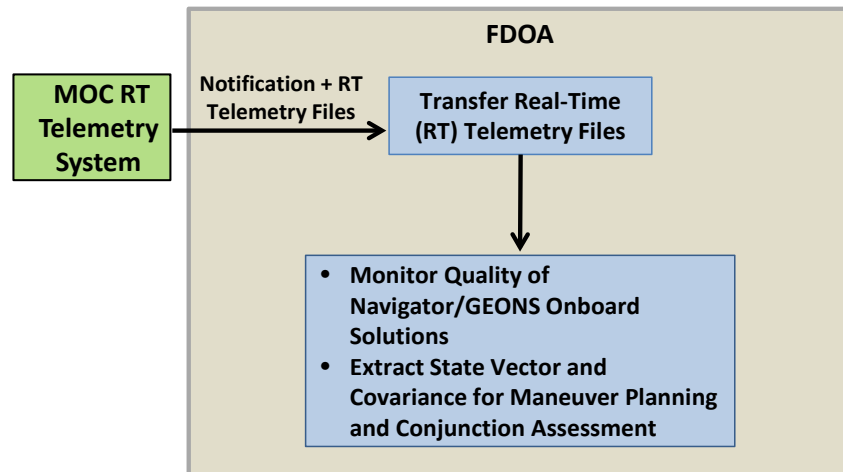 FDOA
MOC RT
Telemetry
System
Notification + RT
Telemetry Files
Transfer Real-Time
(RT) Telemetry Files
• Monitor Quality of
Navigator/GEONS Onboard
Solutions
• Extract State Vector and
Covariance for Maneuver Planning
and Conjunction Assessment